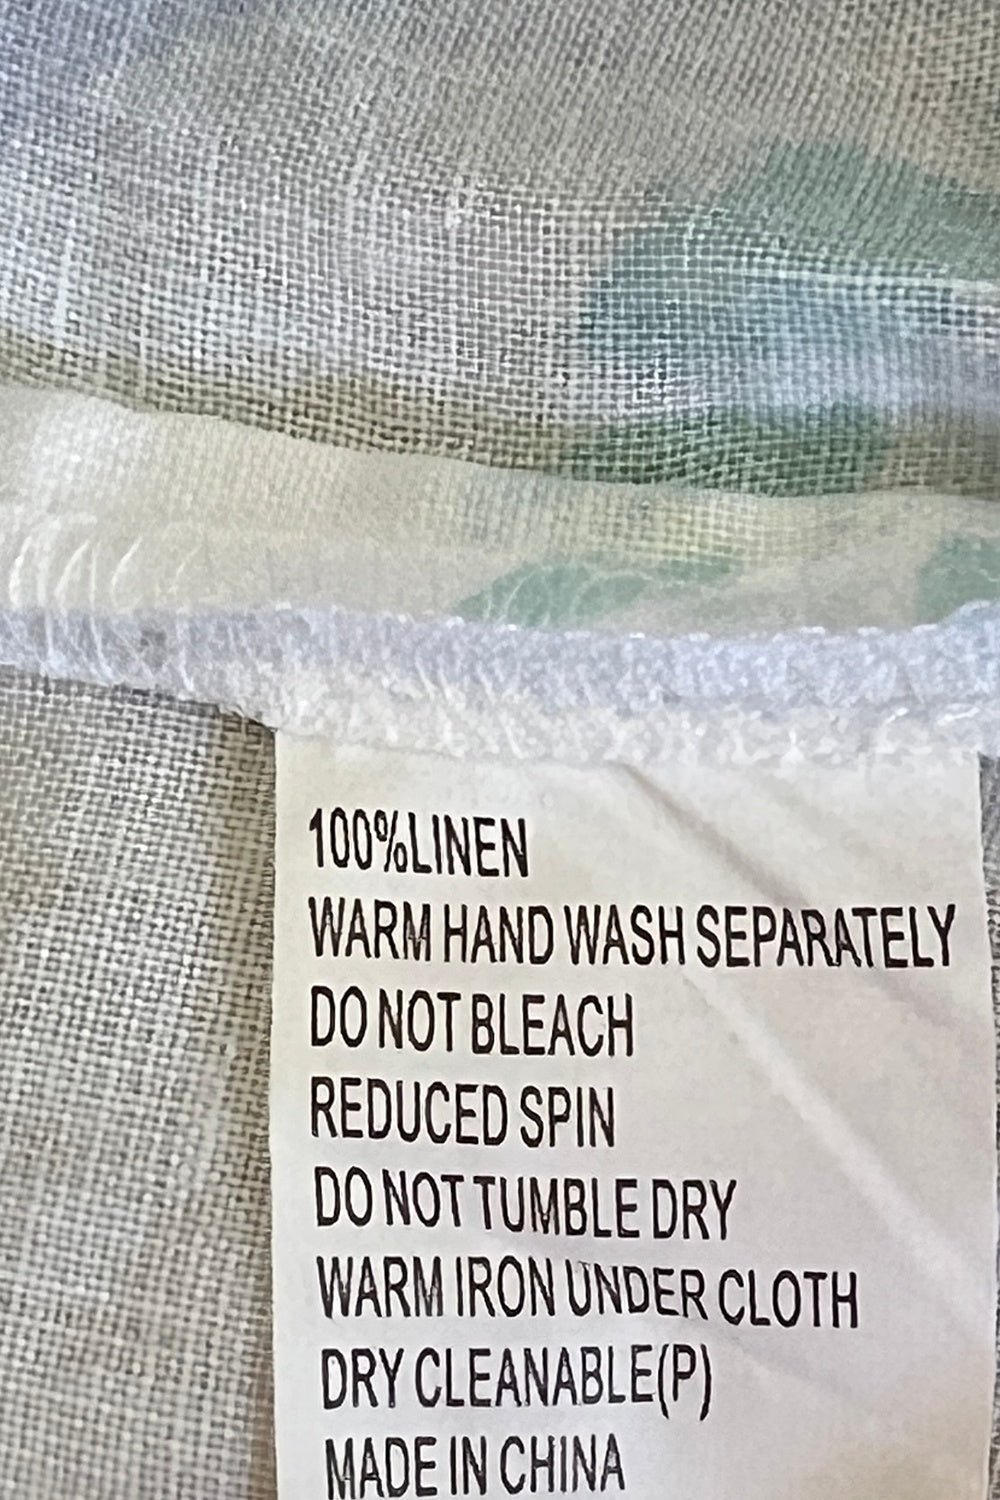 100%LINEN
WARM HAND WASH SEPARATELY
DO NOT BLEACH
REDUCED SPIN
DO NOT TUMBLE DRY
WARM IRON UNDER CLOTH
DRY CLEANABLE(P)
MADE IN CHINA